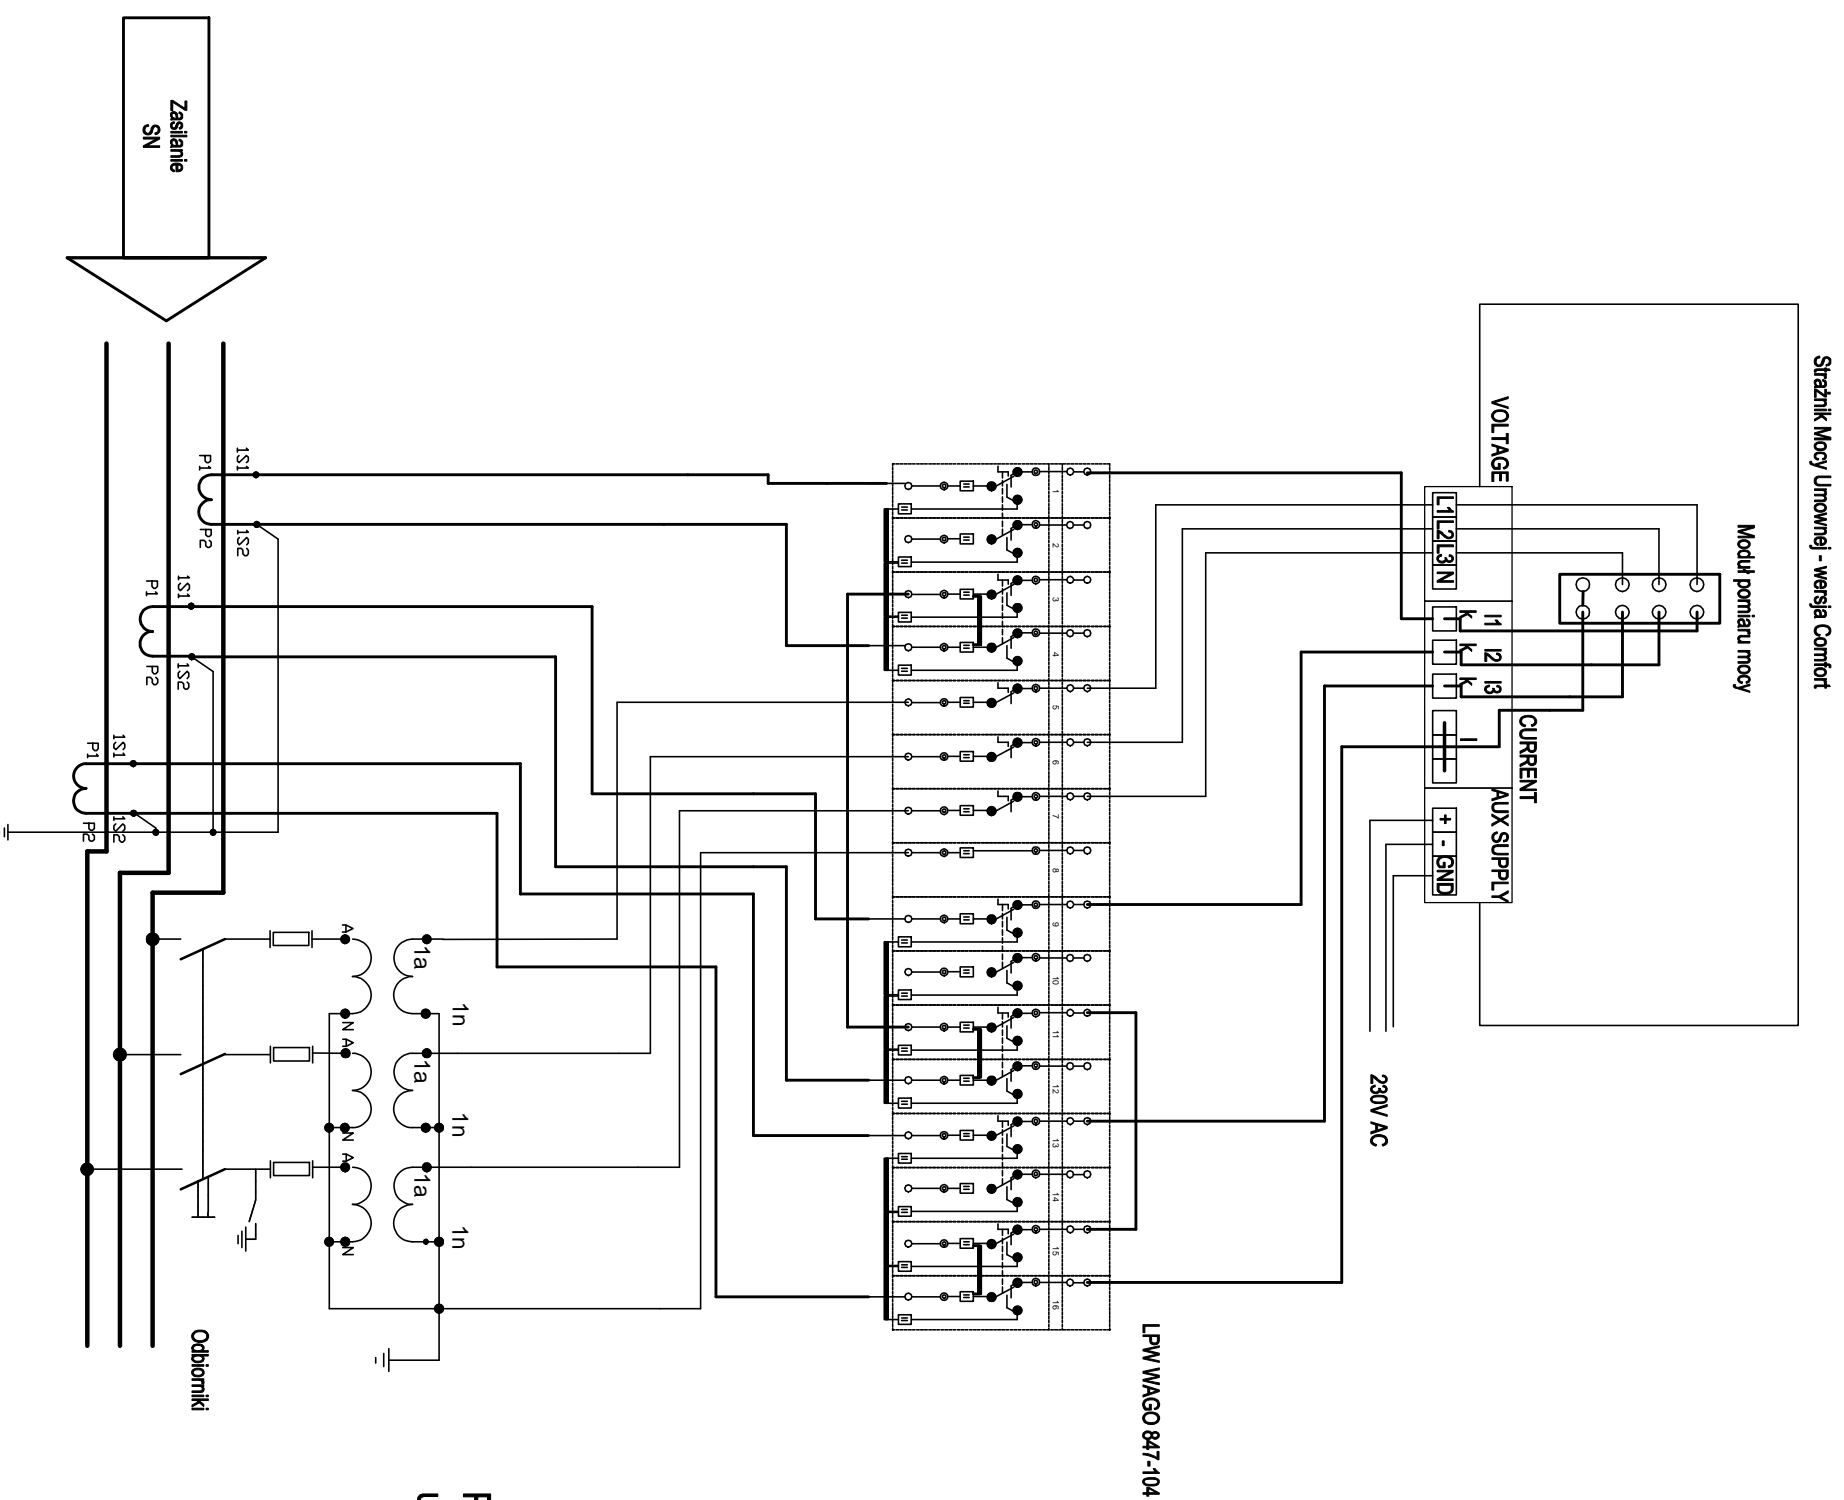 Strażnik Mocy Umownej - wersja Comfort
Moduł pomiaru mocy
VOLTAGE
L1 L2 L3 N
I1 I2 I3 I
k k k
CURRENT
AUX SUPPLY
+ - GND
230V AC
LPW WAGO 847-104
1 2 3 4 5 6 7 8 9 10 11 12 13 14 15 16
Zasilanie
SN
1S1 1S2
P1 P2
1S1 1S2
P1 P2
1S1 1S2
P1 P2
1n 1n 1n
1a 1a 1a
A N A N A N
Odbiorniki